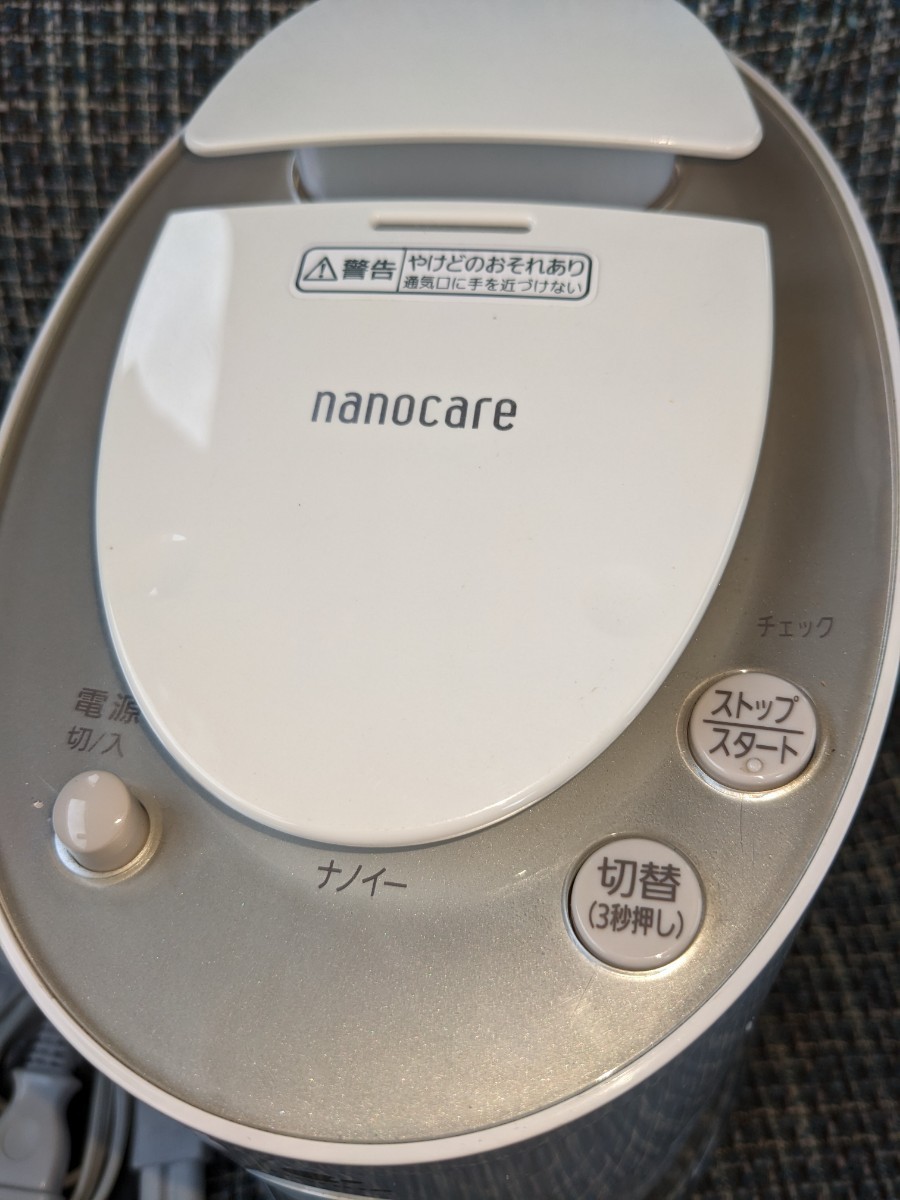 警告
やけどのおそれあり
通気口に手を近づけない
nanocare
チェック
電源
切/入
ストップ
スタート
ナノイー
切替
(3秒押し)